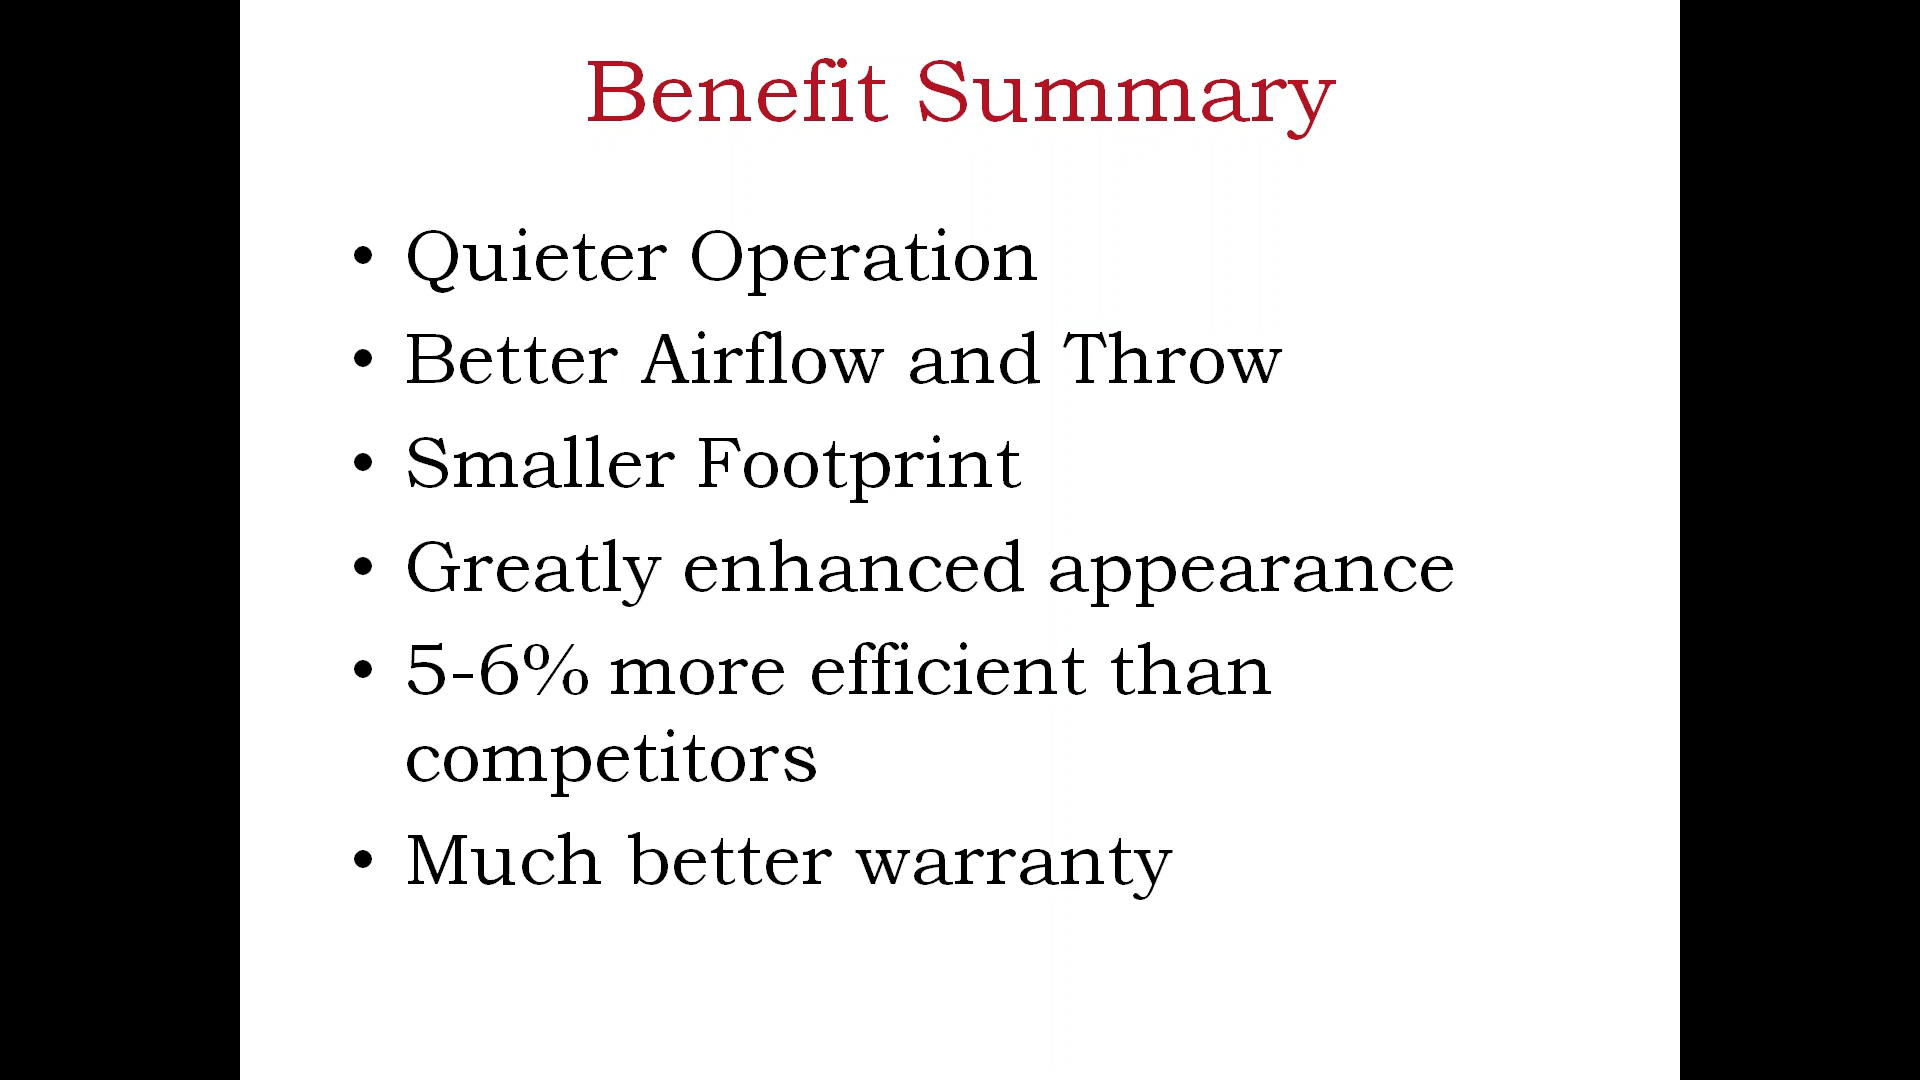 Benefit Summary
• Quieter Operation
• Better Airflow and Throw
• Smaller Footprint
• Greatly enhanced appearance
• 5-6% more efficient than
competitors
• Much better warranty